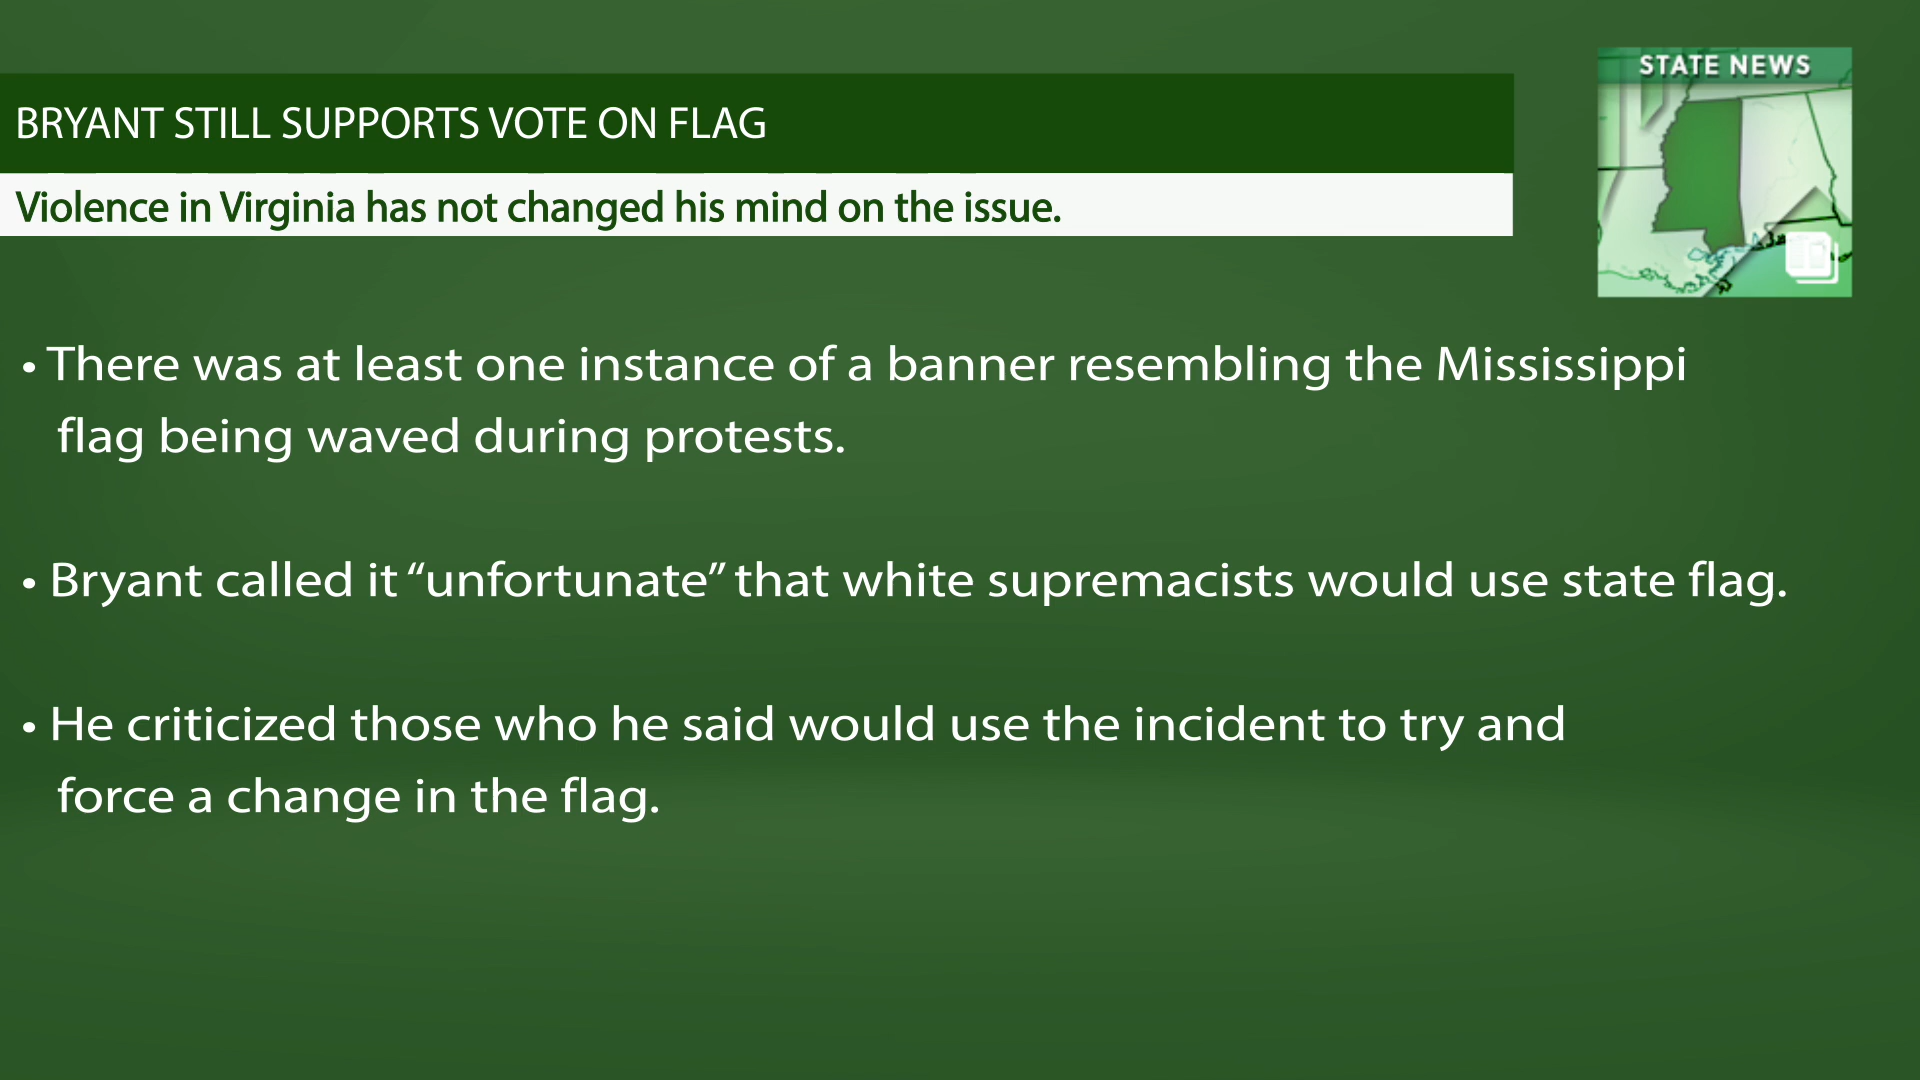 STATE NEWS
BRYANT STILL SUPPORTS VOTE ON FLAG
Violence in Virginia has not changed his mind on the issue.
• There was at least one instance of a banner resembling the Mississippi
flag being waved during protests.
• Bryant called it “unfortunate” that white supremacists would use state flag.
• He criticized those who he said would use the incident to try and
force a change in the flag.